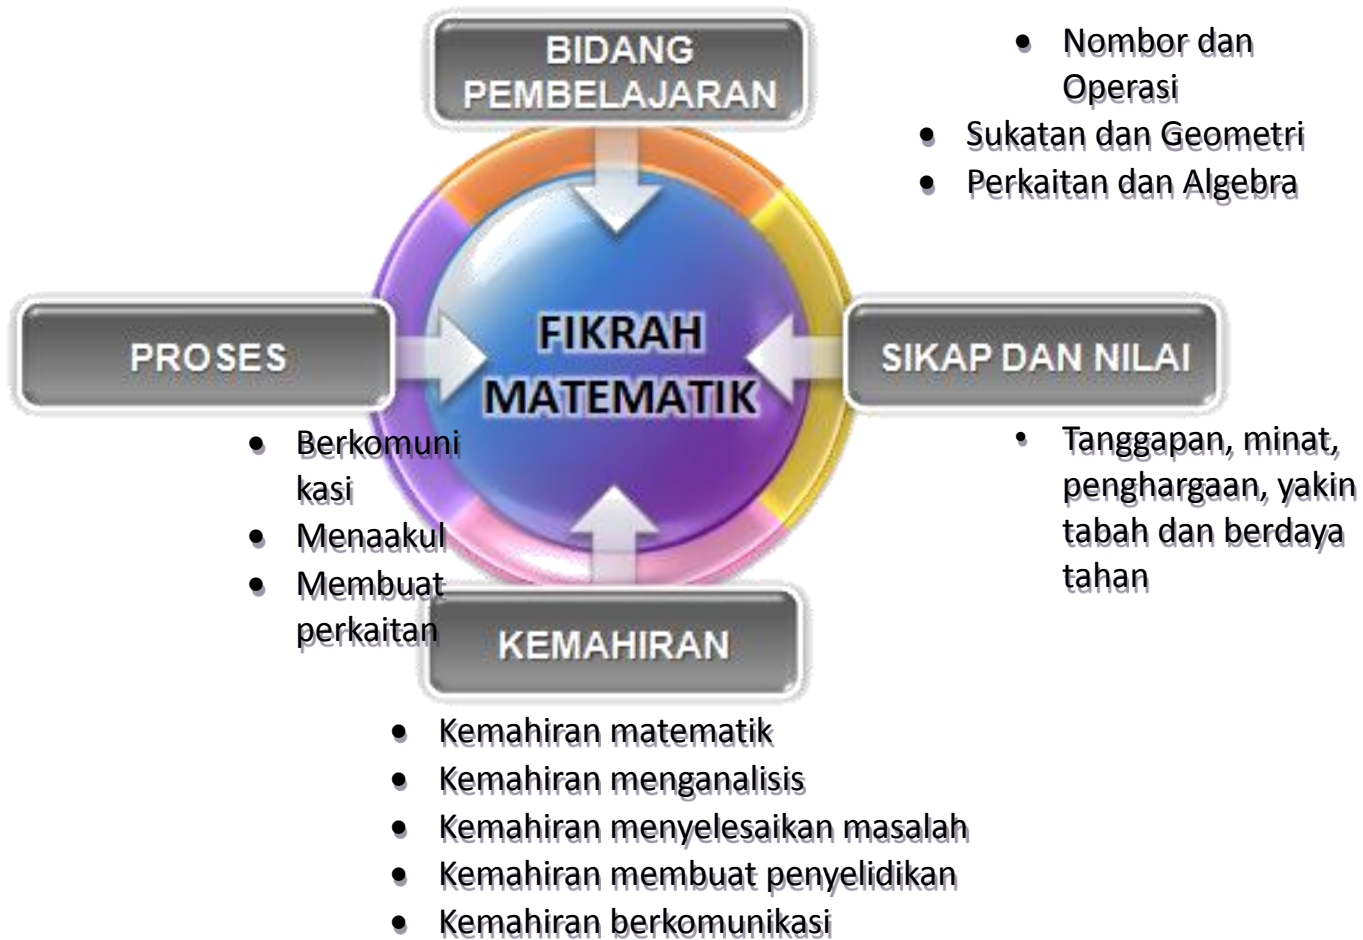 BIDANG
PEMBELAJARAN
• Nombor dan
Operasi
• Sukatan dan Geometri
• Perkaitan dan Algebra
PROSES
FIKRAH
MATEMATIK
SIKAP DAN NILAI
• Berkomuni
kasi
• Menaakul
• Membuat
perkaitan
• Tanggapan, minat,
penghargaan, yakin
tabah dan berdaya
tahan
KEMAHIRAN
• Kemahiran matematik
• Kemahiran menganalisis
• Kemahiran menyelesaikan masalah
• Kemahiran membuat penyelidikan
• Kemahiran berkomunikasi